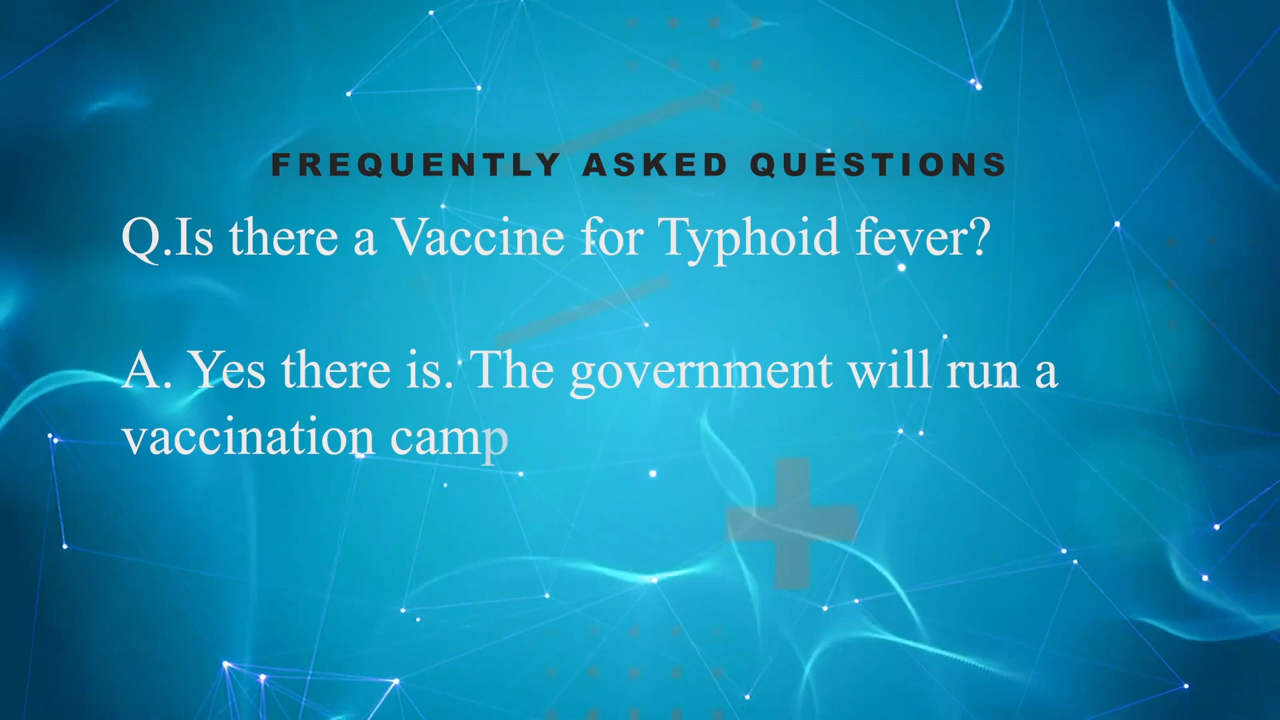 FREQUENTLY ASKED QUESTIONS
Q.Is there a Vaccine for Typhoid fever?
A. Yes there is. The government will run a
vaccination camp